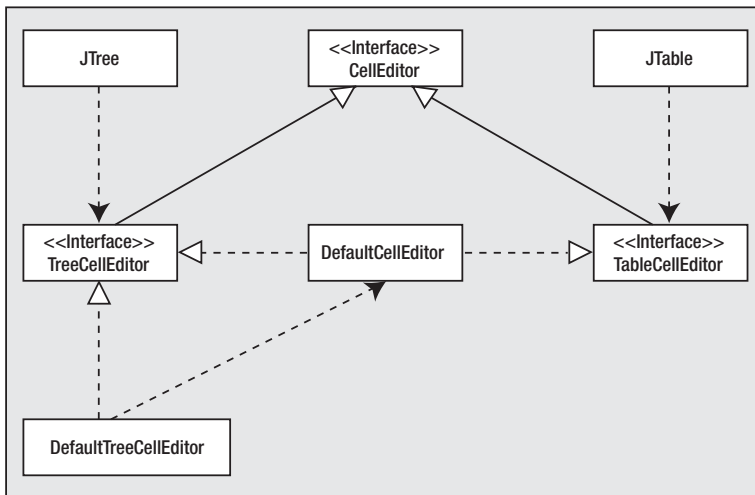 JTree
<<Interface>>
CellEditor
JTable
<<Interface>>
TreeCellEditor
DefaultCellEditor
<<Interface>>
TableCellEditor
DefaultTreeCellEditor